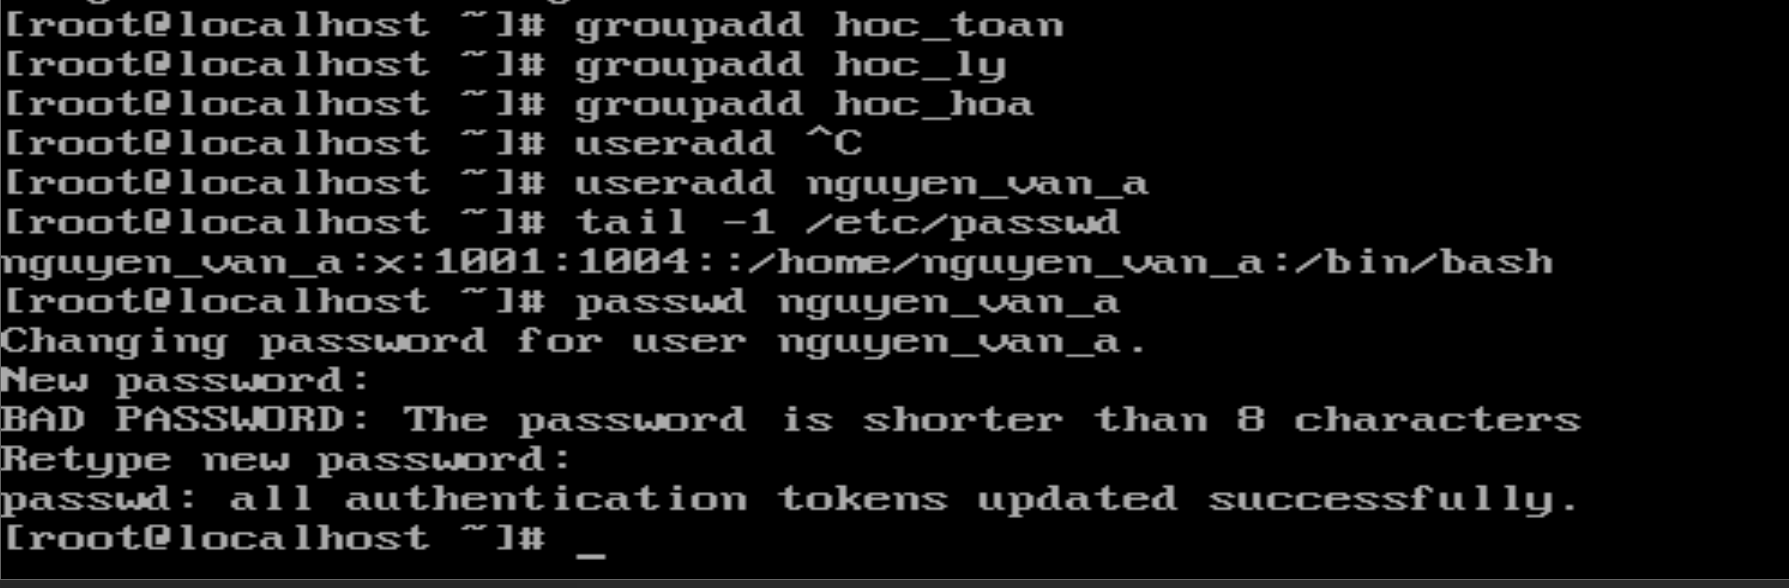 [root@localhost ~]# groupadd hoc_toan
[root@localhost ~]# groupadd hoc_ly
[root@localhost ~]# groupadd hoc_hoa
[root@localhost ~]# useradd ^C
[root@localhost ~]# useradd nguyen_van_a
[root@localhost ~]# tail -1 /etc/passwd
nguyen_van_a:x:1001:1004::/home/nguyen_van_a:/bin/bash
[root@localhost ~]# passwd nguyen_van_a
Changing password for user nguyen_van_a.
New password:
BAD PASSWORD: The password is shorter than 8 characters
Retype new password:
passwd: all authentication tokens updated successfully.
[root@localhost ~]# _